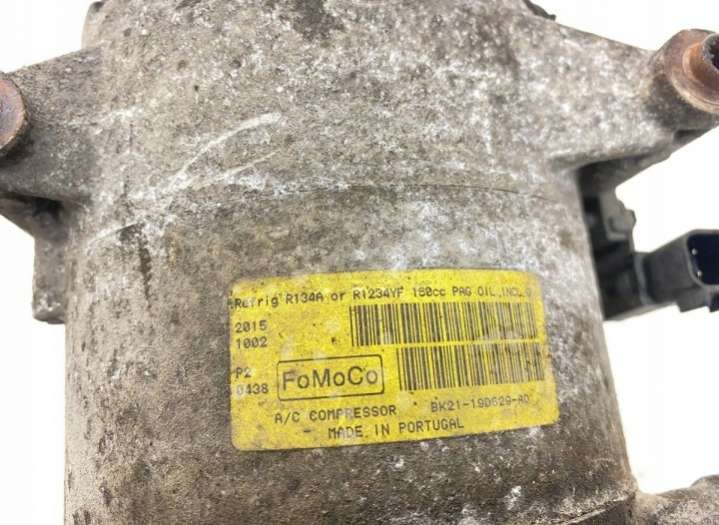 Refrig R134A or R1234YF 160cc PAG OIL INCL.
2015
1002
P2
0438
FoMoCo
A/C COMPRESSOR BK21-19D629-AD
MADE IN PORTUGAL